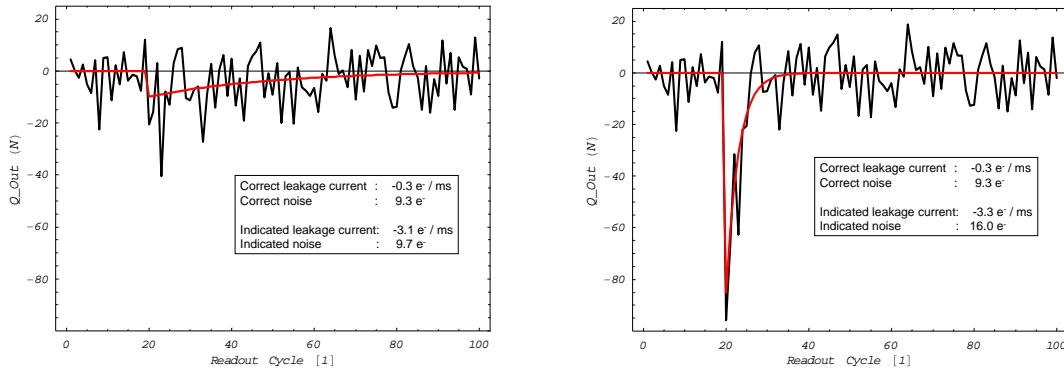 20
0
−20
−40
−60
−80
Q_Out (N)
Correct leakage current : -0.3 e⁻ / ms
Correct noise : 9.3 e⁻
Indicated leakage current: -3.1 e⁻ / ms
Indicated noise : 9.7 e⁻
0 20 40 60 80 100
Readout Cycle [1]
20
0
−20
−40
−60
−80
Q_Out (N)
Correct leakage current : -0.3 e⁻ / ms
Correct noise : 9.3 e⁻
Indicated leakage current: -3.3 e⁻ / ms
Indicated noise : 16.0 e⁻
0 20 40 60 80 100
Readout Cycle [1]